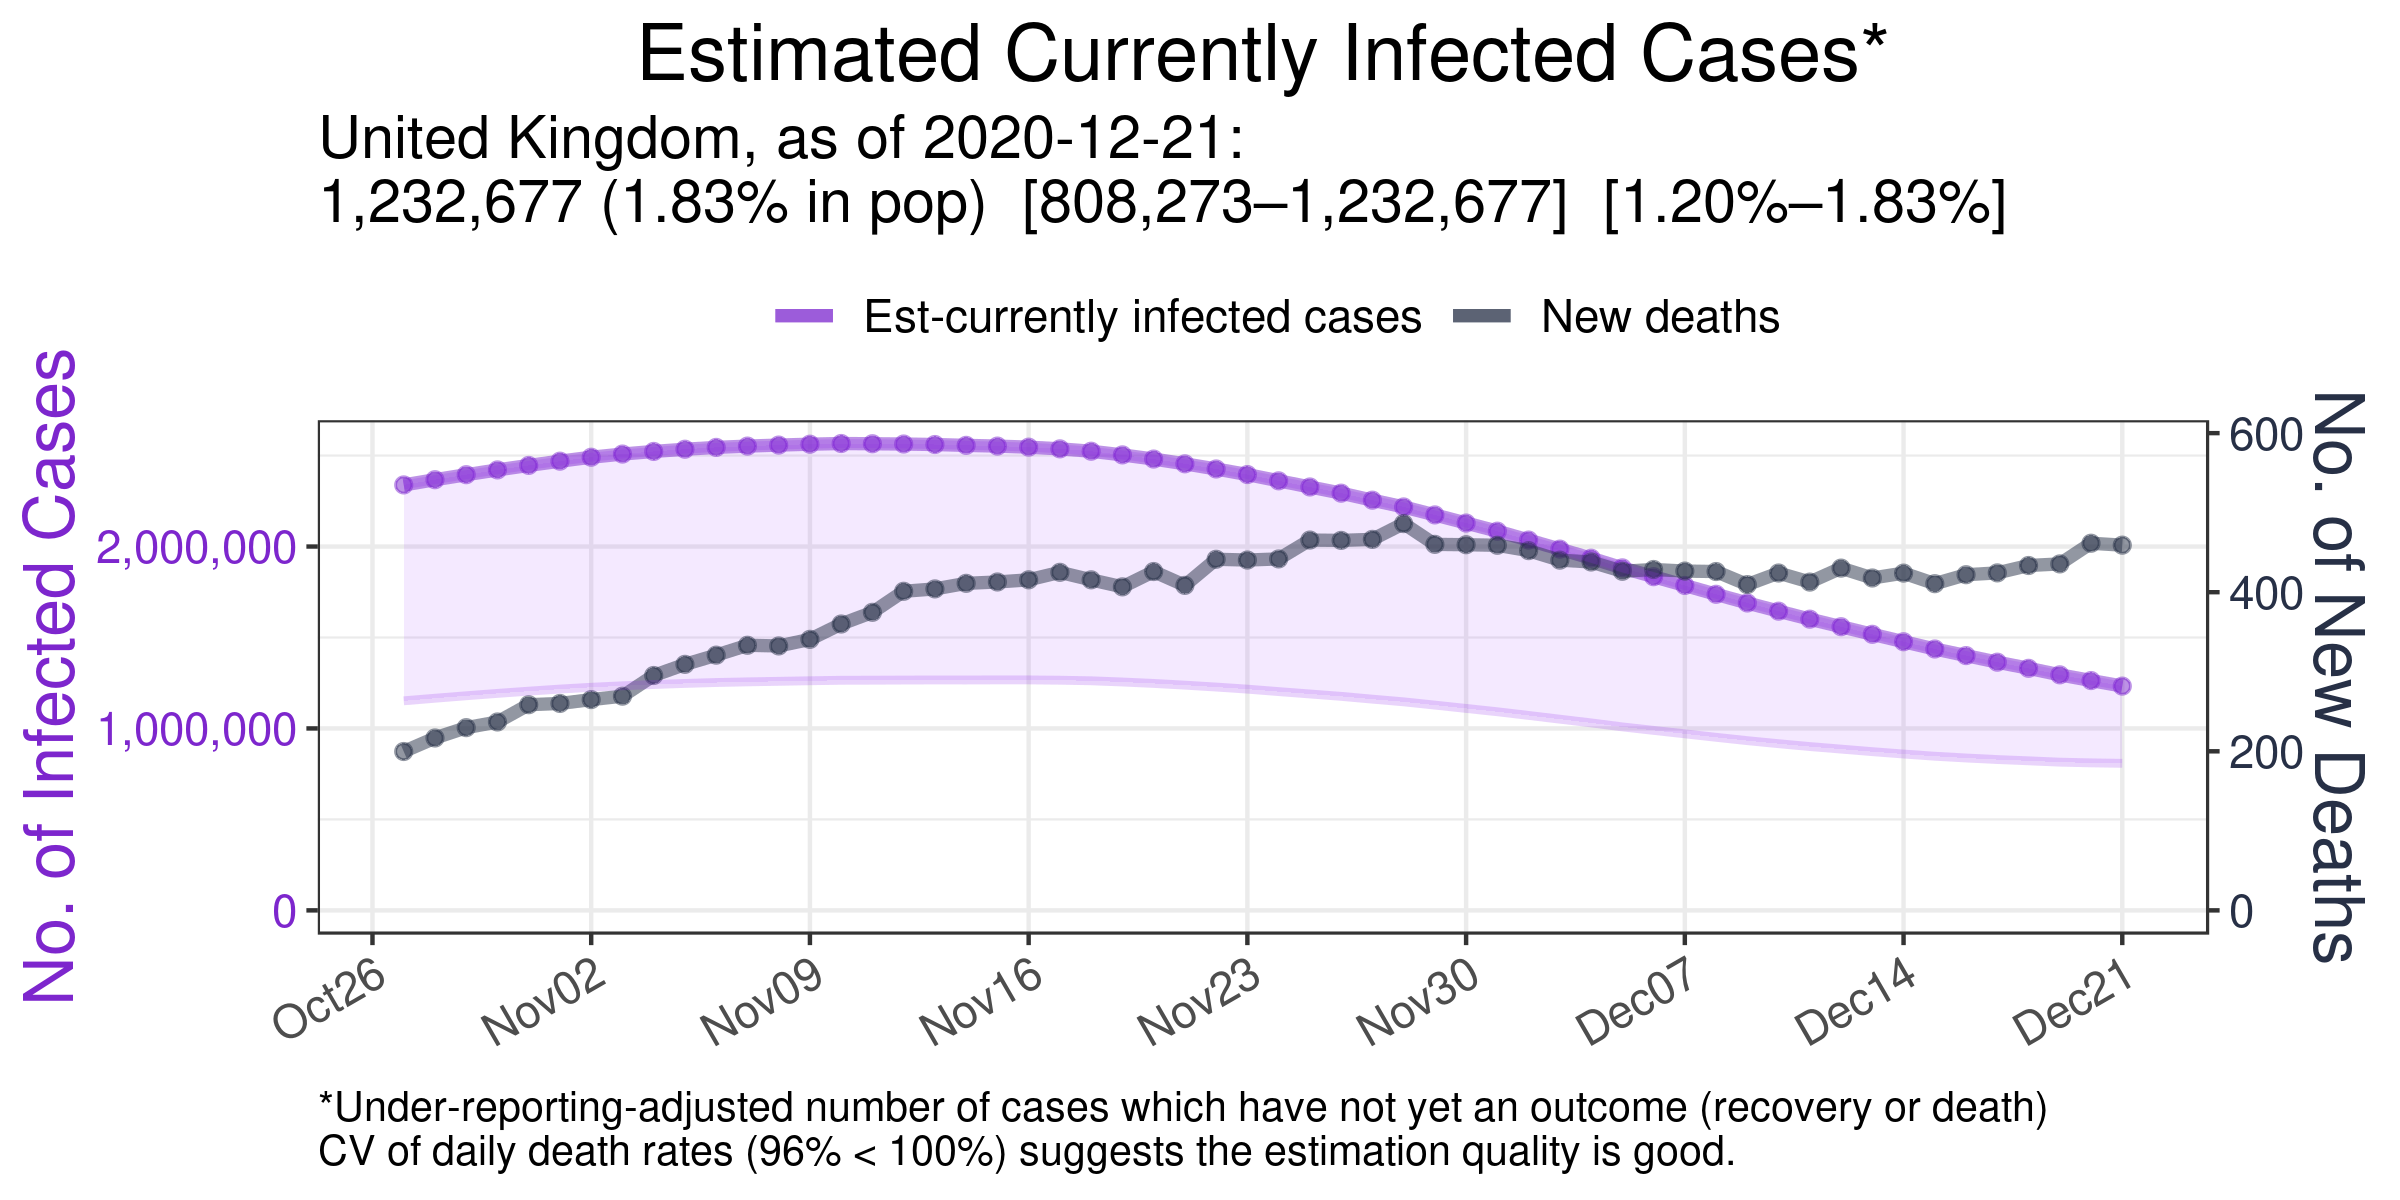 Estimated Currently Infected Cases*
United Kingdom, as of 2020-12-21:
1,232,677 (1.83% in pop)  [808,273–1,232,677]  [1.20%–1.83%]
Est-currently infected cases
New deaths
No. of Infected Cases
2,000,000
1,000,000
0
600
400
200
0
No. of New Deaths
Oct26
Nov02
Nov09
Nov16
Nov23
Nov30
Dec07
Dec14
Dec21
*Under-reporting-adjusted number of cases which have not yet an outcome (recovery or death)
CV of daily death rates (96% < 100%) suggests the estimation quality is good.